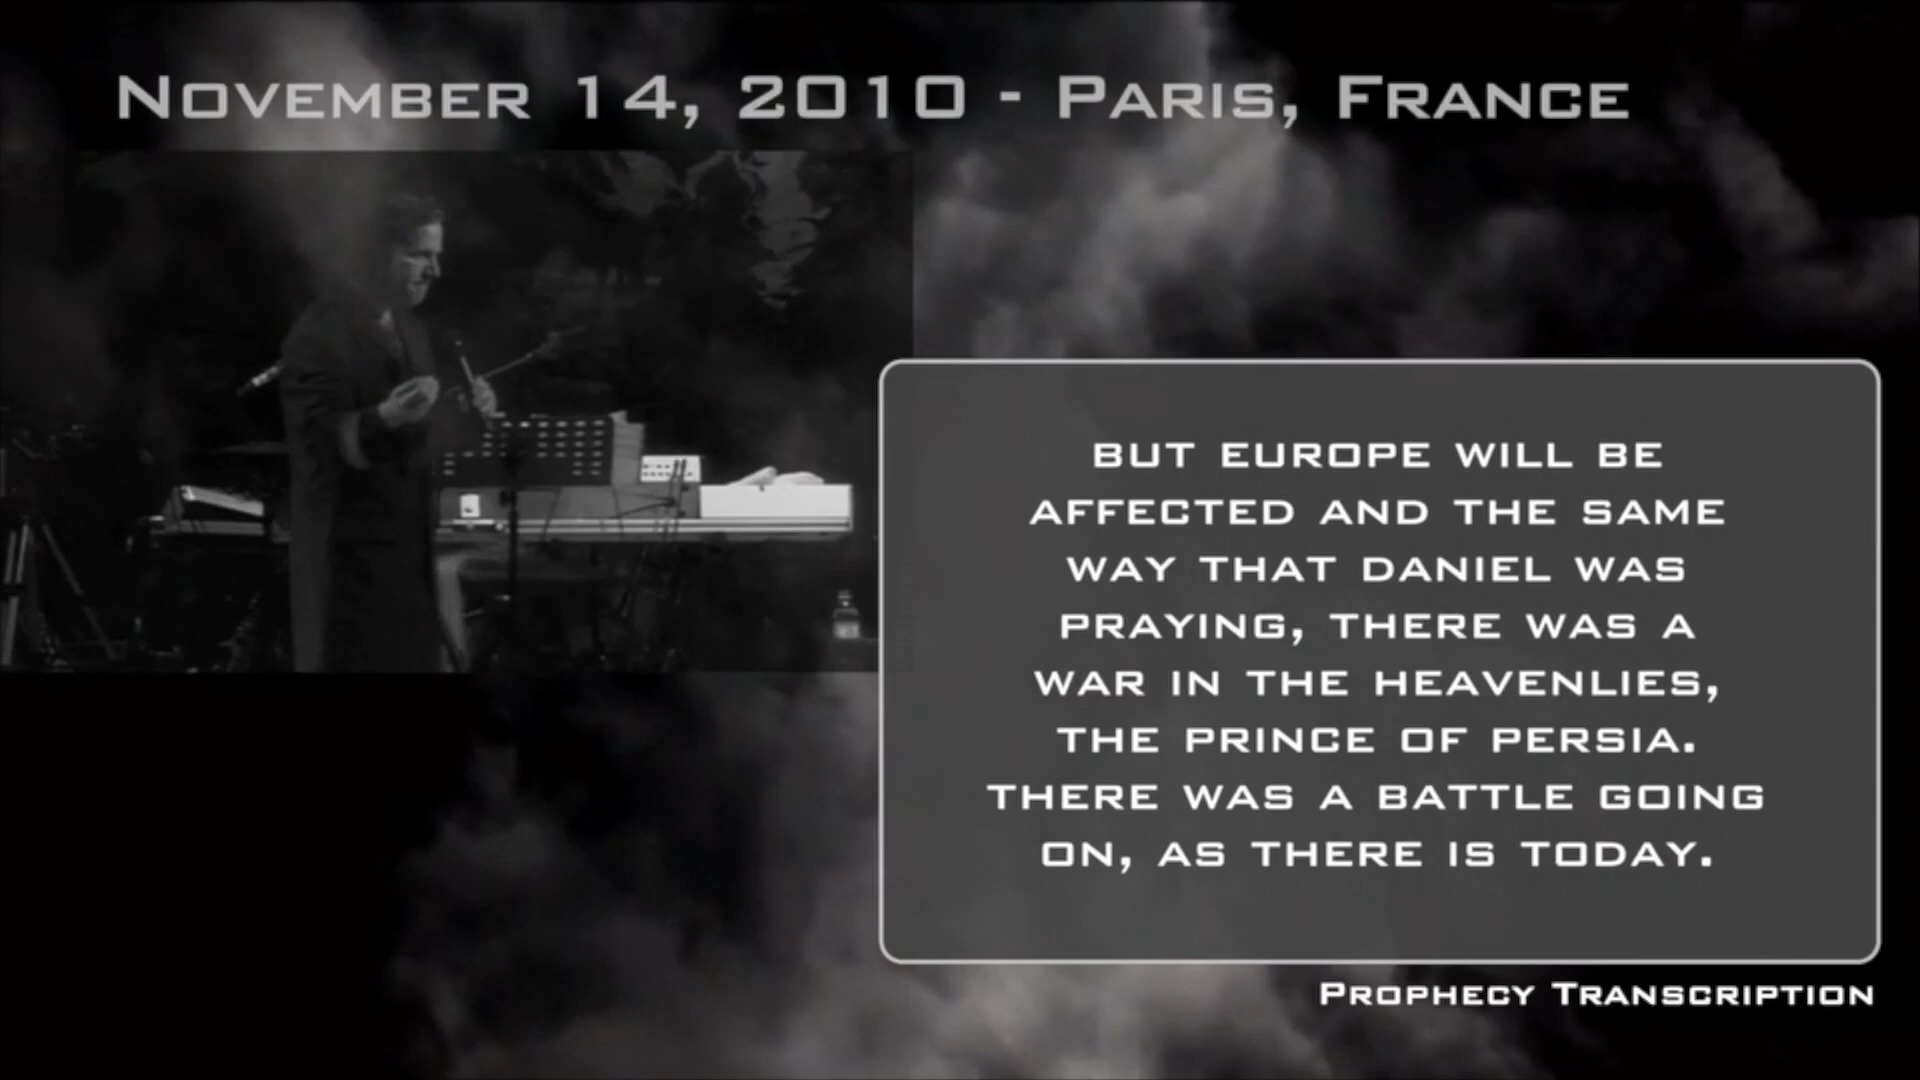 November 14, 2010 - Paris, France
BUT EUROPE WILL BE
AFFECTED AND THE SAME
WAY THAT DANIEL WAS
PRAYING, THERE WAS A
WAR IN THE HEAVENLIES,
THE PRINCE OF PERSIA.
THERE WAS A BATTLE GOING
ON, AS THERE IS TODAY.
Prophecy Transcription